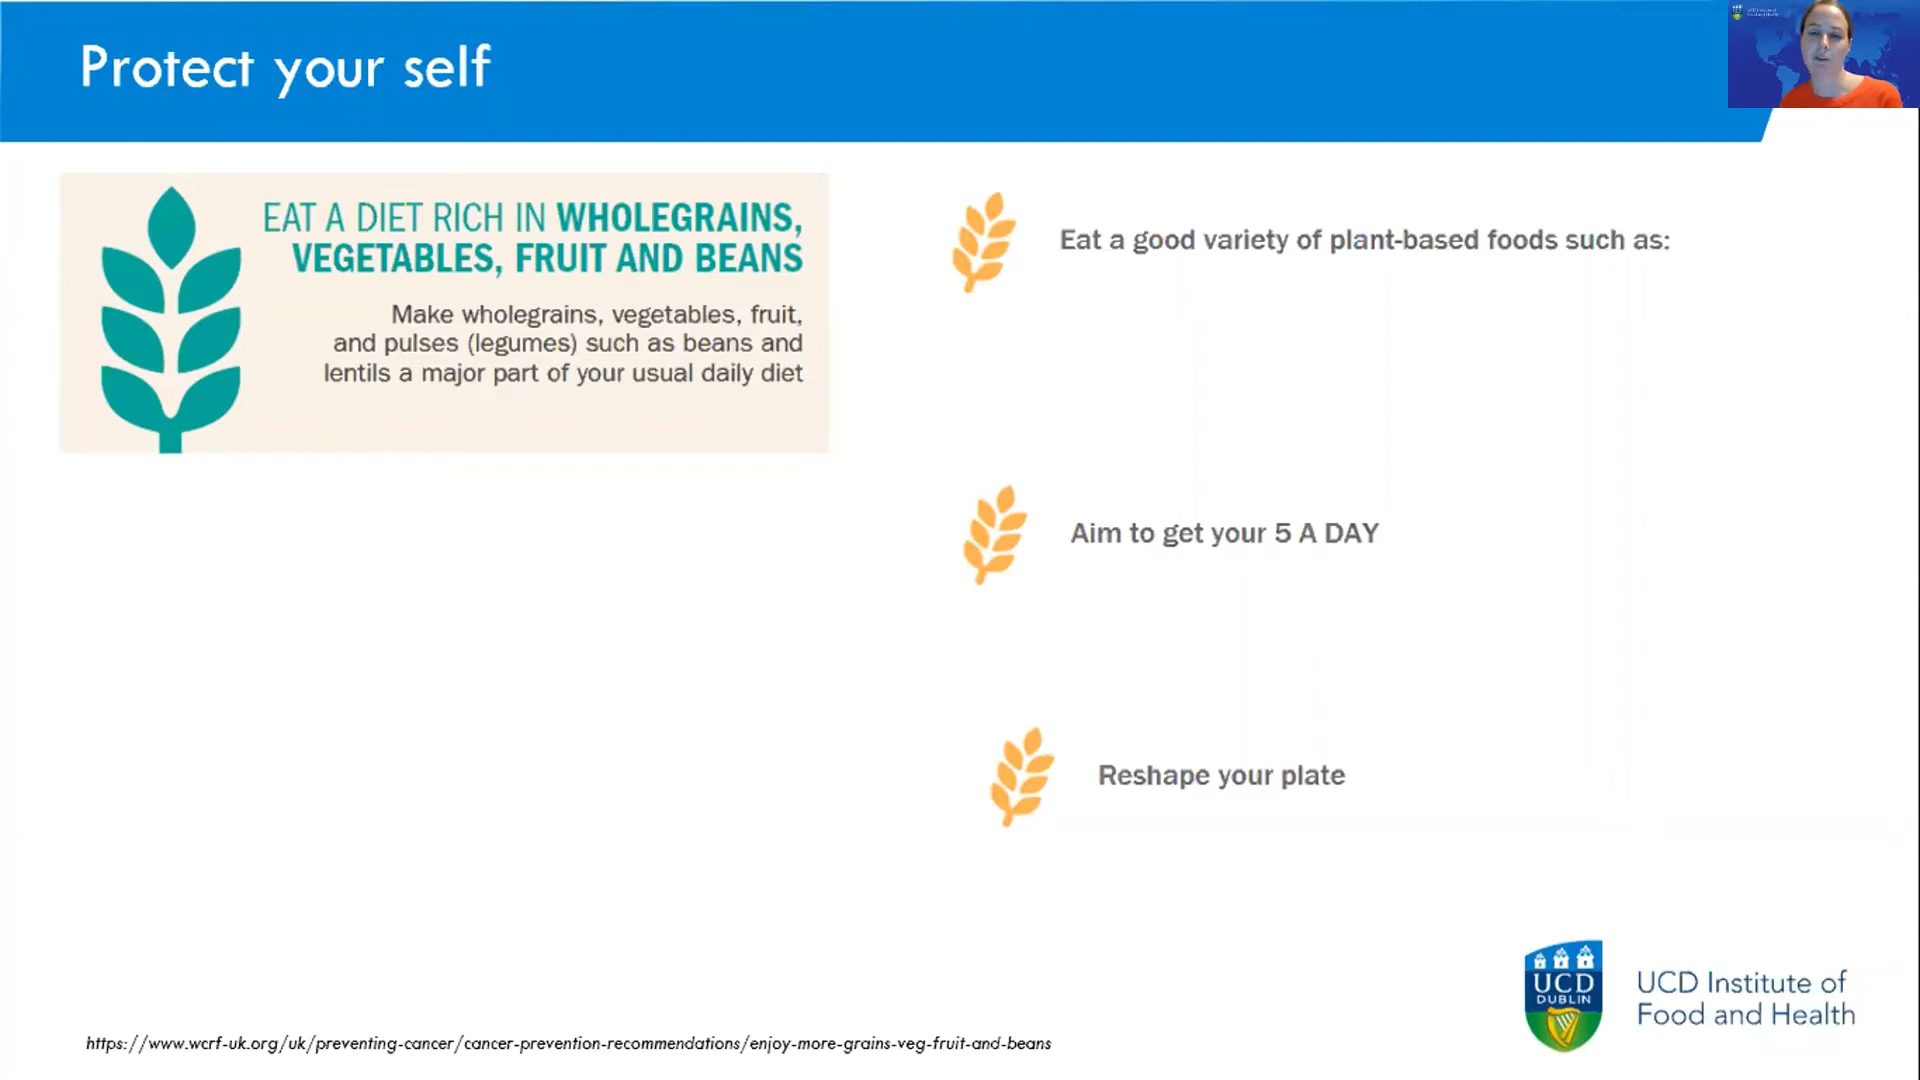 Protect your self
EAT A DIET RICH IN WHOLEGRAINS,
VEGETABLES, FRUIT AND BEANS
Make wholegrains, vegetables, fruit,
and pulses (legumes) such as beans and
lentils a major part of your usual daily diet
Eat a good variety of plant-based foods such as:
Aim to get your 5 A DAY
Reshape your plate
UCD
DUBLIN
UCD Institute of
Food and Health
https://www.wcrf-uk.org/uk/preventing-cancer/cancer-prevention-recommendations/enjoy-more-grains-veg-fruit-and-beans